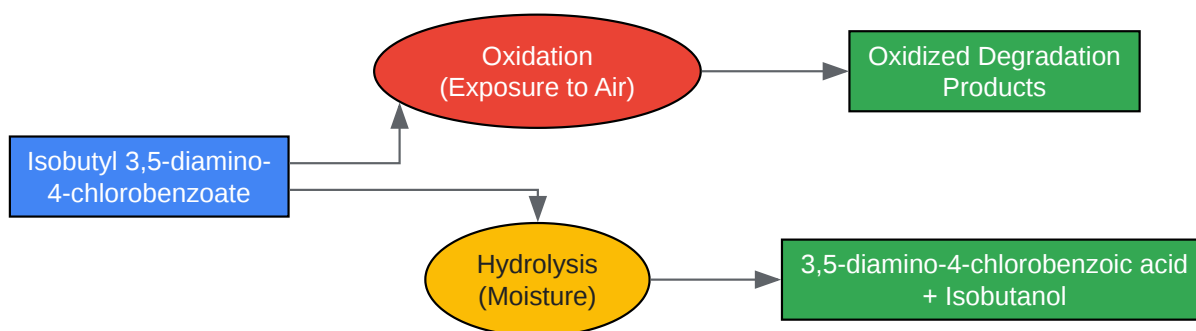 Oxidation
(Exposure to Air)
Oxidized Degradation
Products
Isobutyl 3,5-diamino-
4-chlorobenzoate
Hydrolysis
(Moisture)
3,5-diamino-4-chlorobenzoic acid
+ Isobutanol